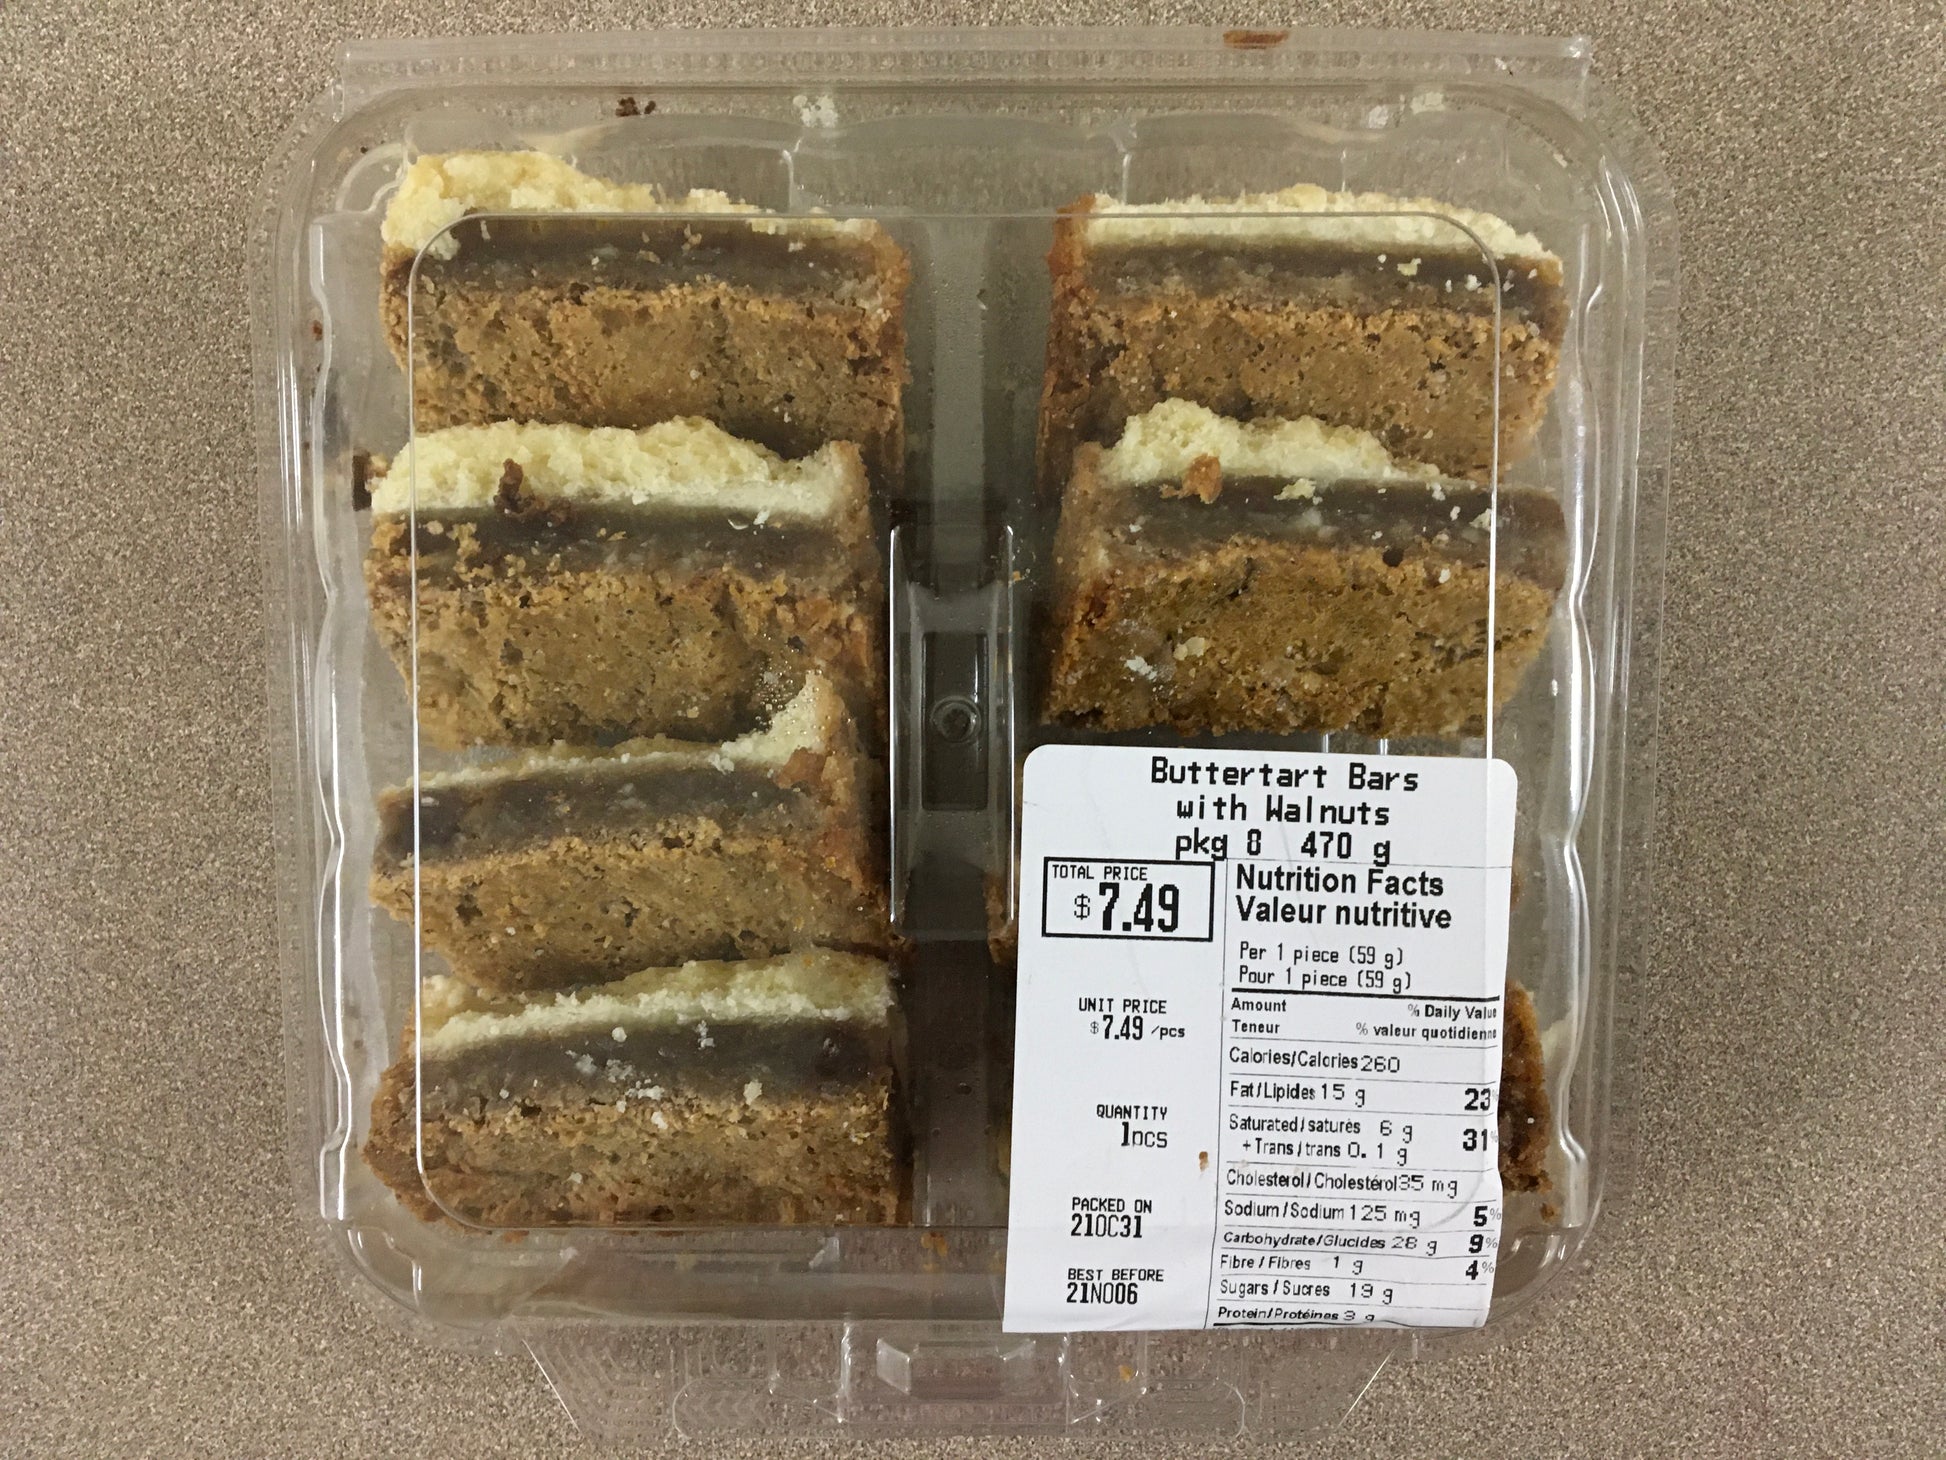 Buttertart Bars
with Walnuts
pkg 8 470 g
TOTAL PRICE
$7.49
UNIT PRICE
$7.49 /pcs
QUANTITY
1pcs
PACKED ON
21OC31
BEST BEFORE
21NO06
Nutrition Facts
Valeur nutritive
Per 1 piece (59 g)
Pour 1 piece (59 g)
Amount % Daily Value
Teneur % valeur quotidienne
Calories/Calories 260
Fat/Lipides 15 g 23%
Saturated/saturés 6 g
+Trans/trans 0.1 g 31%
Cholesterol/Cholestérol 35 mg
Sodium/Sodium 125 mg 5%
Carbohydrate/Glucides 28 g 9%
Fibre/Fibres 1 g 4%
Sugars/Sucres 19 g
Protein/Protéines 3 g